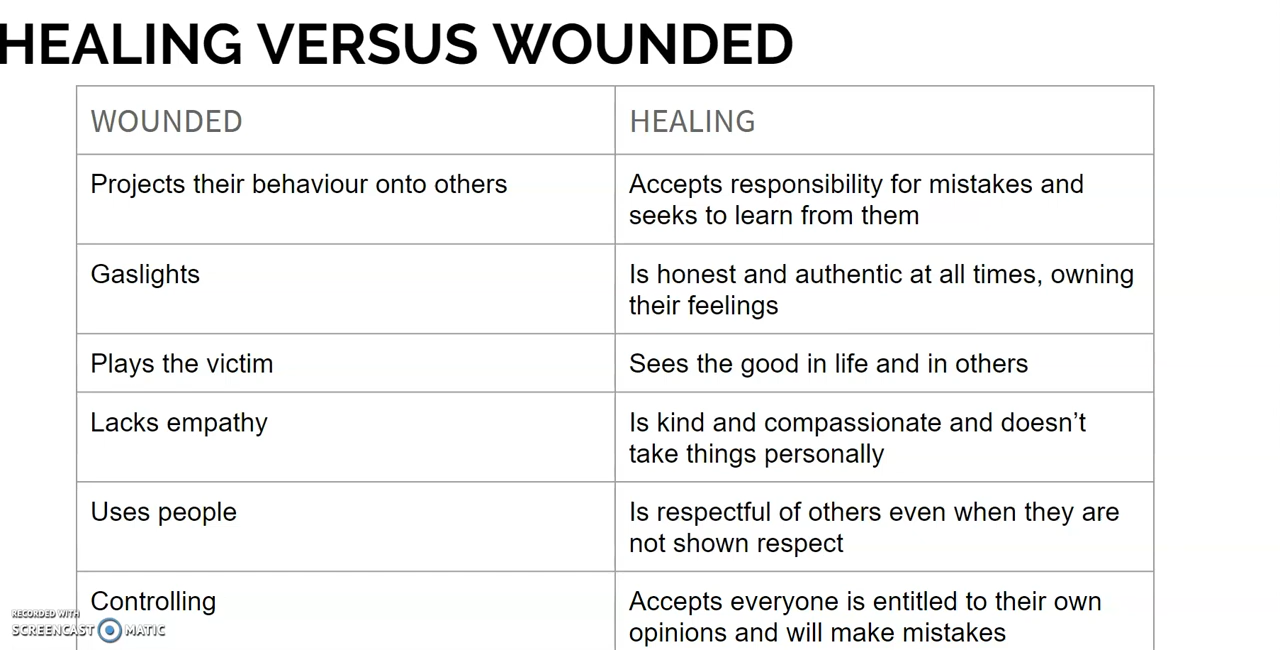 HEALING VERSUS WOUNDED
WOUNDED
HEALING
Projects their behaviour onto others
Accepts responsibility for mistakes and
seeks to learn from them
Gaslights
Is honest and authentic at all times, owning
their feelings
Plays the victim
Sees the good in life and in others
Lacks empathy
Is kind and compassionate and doesn't
take things personally
Uses people
Is respectful of others even when they are
not shown respect
Controlling
Accepts everyone is entitled to their own
opinions and will make mistakes
RECORDED WITH
SCREENCAST MATIC